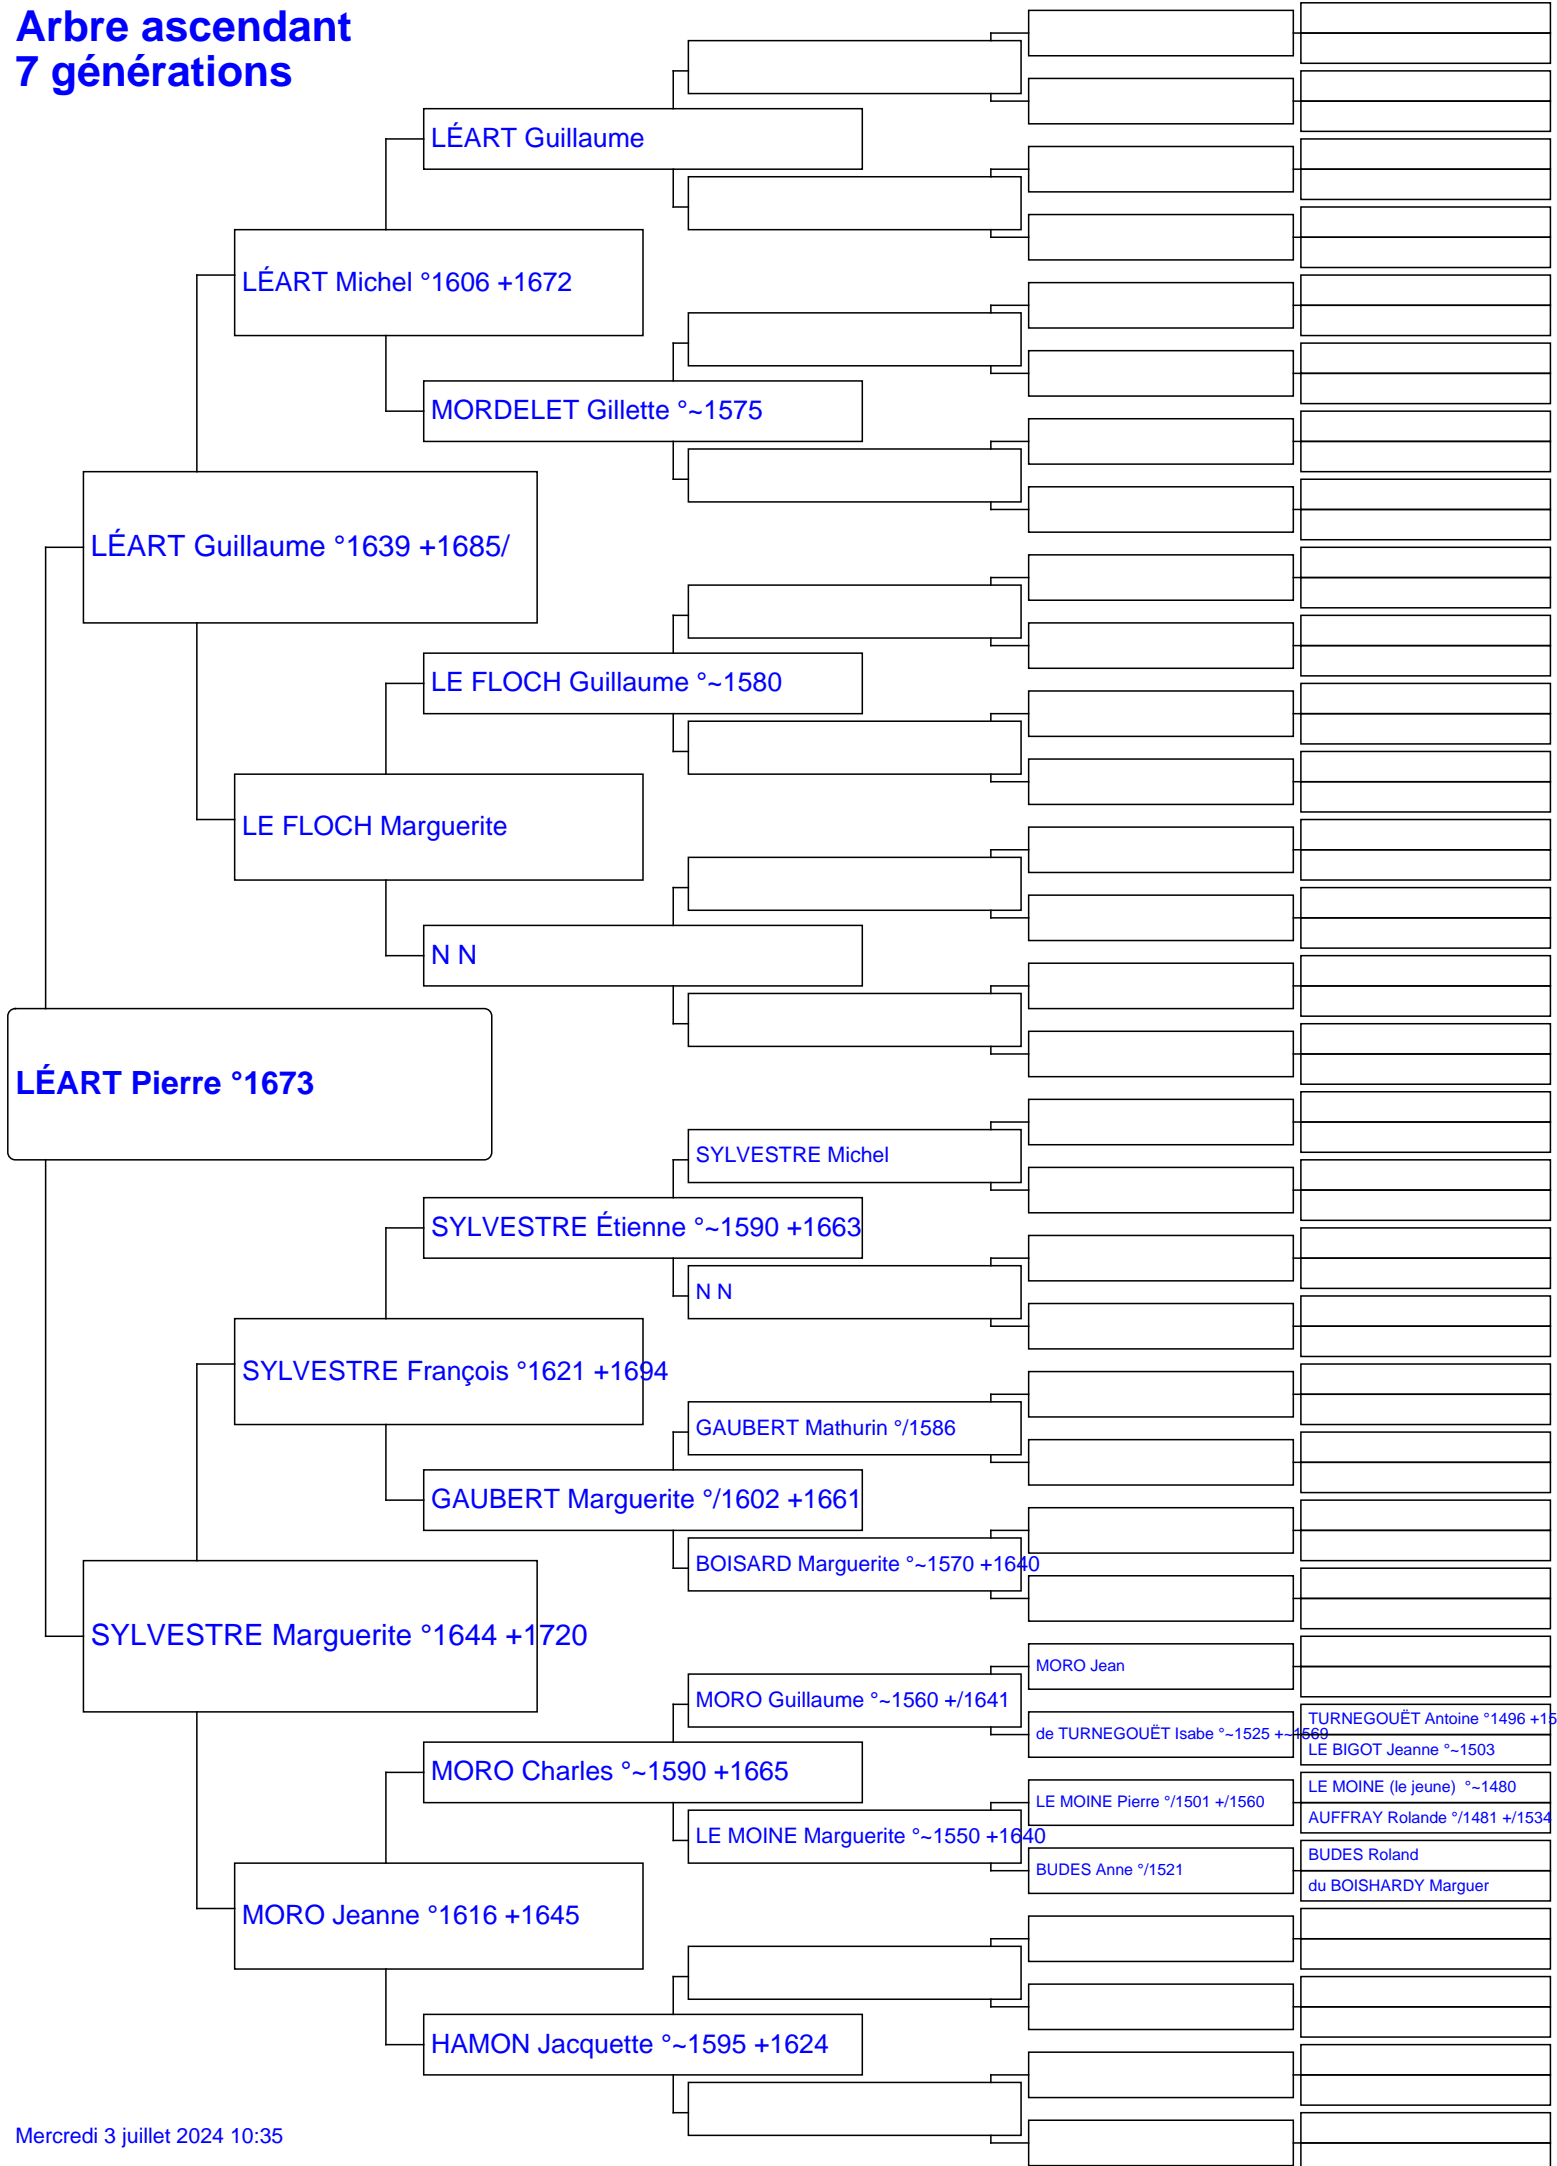 Arbre ascendant
7 générations
LÉART Guillaume
LÉART Michel °1606 +1672
MORDELET Gillette °~1575
LÉART Guillaume °1639 +1685/
LE FLOCH Guillaume °~1580
LE FLOCH Marguerite
N N
LÉART Pierre °1673
SYLVESTRE Michel
SYLVESTRE Étienne °~1590 +1663
N N
SYLVESTRE François °1621 +1694
GAUBERT Mathurin °/1586
GAUBERT Marguerite °/1602 +1661
BOISARD Marguerite °~1570 +1640
SYLVESTRE Marguerite °1644 +1720
MORO Jean
MORO Guillaume °~1560 +/1641
TURNEGOUËT Antoine °1496 +15
de TURNEGOUËT Isabe °~1525 +~1569
LE BIGOT Jeanne °~1503
MORO Charles °~1590 +1665
LE MOINE (le jeune) °~1480
LE MOINE Pierre °/1501 +/1560
AUFFRAY Rolande °/1481 +/1534
LE MOINE Marguerite °~1550 +1640
BUDES Roland
BUDES Anne °/1521
du BOISHARDY Marguer
MORO Jeanne °1616 +1645
HAMON Jacquette °~1595 +1624
Mercredi 3 juillet 2024 10:35